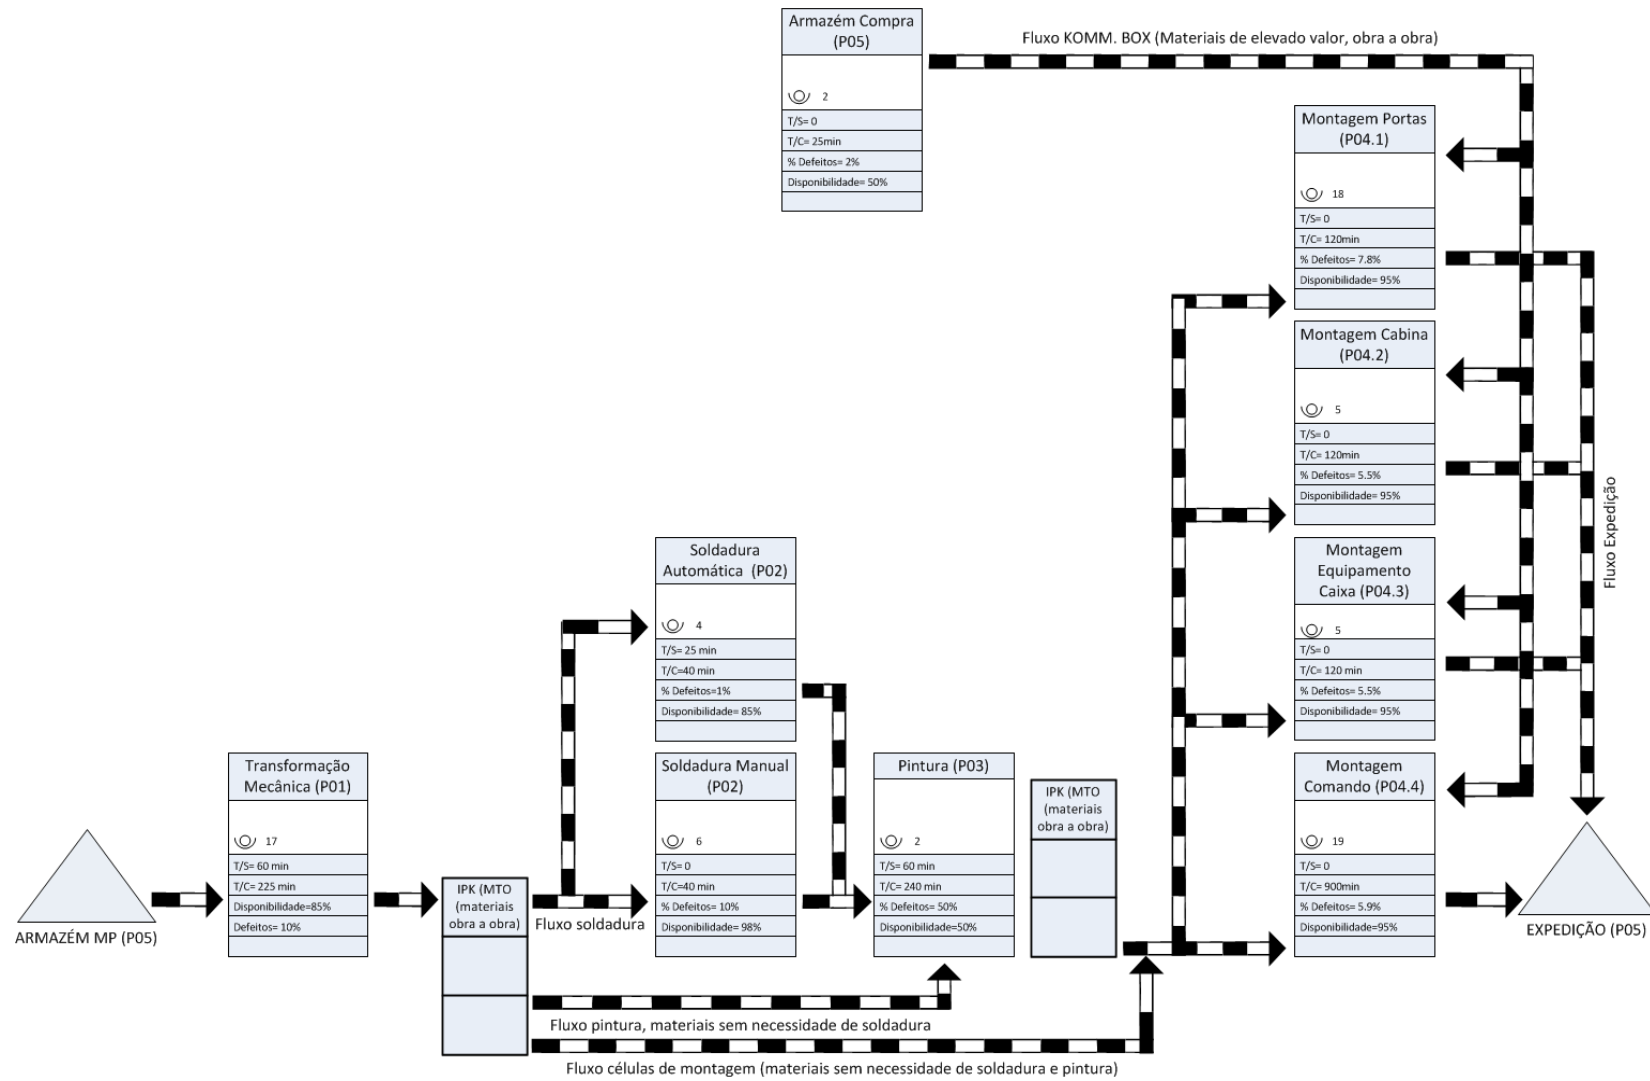 Armazém Compra
(P05)
2
T/S= 0
T/C= 25min
% Defeitos= 2%
Disponibilidade= 50%
Fluxo KOMM. BOX (Materiais de elevado valor, obra a obra)
Montagem Portas
(P04.1)
18
T/S= 0
T/C= 120min
% Defeitos= 7.8%
Disponibilidade= 95%
Montagem Cabina
(P04.2)
5
T/S= 0
T/C= 120min
% Defeitos= 5.5%
Disponibilidade= 95%
Fluxo Expedição
Montagem
Equipamento
Caixa (P04.3)
5
T/S= 0
T/C= 120 min
% Defeitos= 5.5%
Disponibilidade= 95%
Soldadura
Automática (P02)
4
T/S= 25 min
T/C=40 min
% Defeitos=1%
Disponibilidade= 85%
ARMAZÉM MP (P05)
Transformação
Mecânica (P01)
17
T/S= 60 min
T/C= 225 min
Disponibilidade=85%
Defeitos= 10%
IPK (MTO
(materiais
obra a obra)
Fluxo soldadura
Soldadura Manual
(P02)
6
T/S= 0
T/C=40 min
% Defeitos= 10%
Disponibilidade= 98%
Pintura (P03)
2
T/S= 60 min
T/C= 240 min
% Defeitos= 50%
Disponibilidade=50%
IPK (MTO
(materiais
obra a obra)
Montagem
Comando (P04.4)
19
T/S= 0
T/C= 900min
% Defeitos= 5.9%
Disponibilidade=95%
EXPEDIÇÃO (P05)
Fluxo pintura, materiais sem necessidade de soldadura
Fluxo células de montagem (materiais sem necessidade de soldadura e pintura)